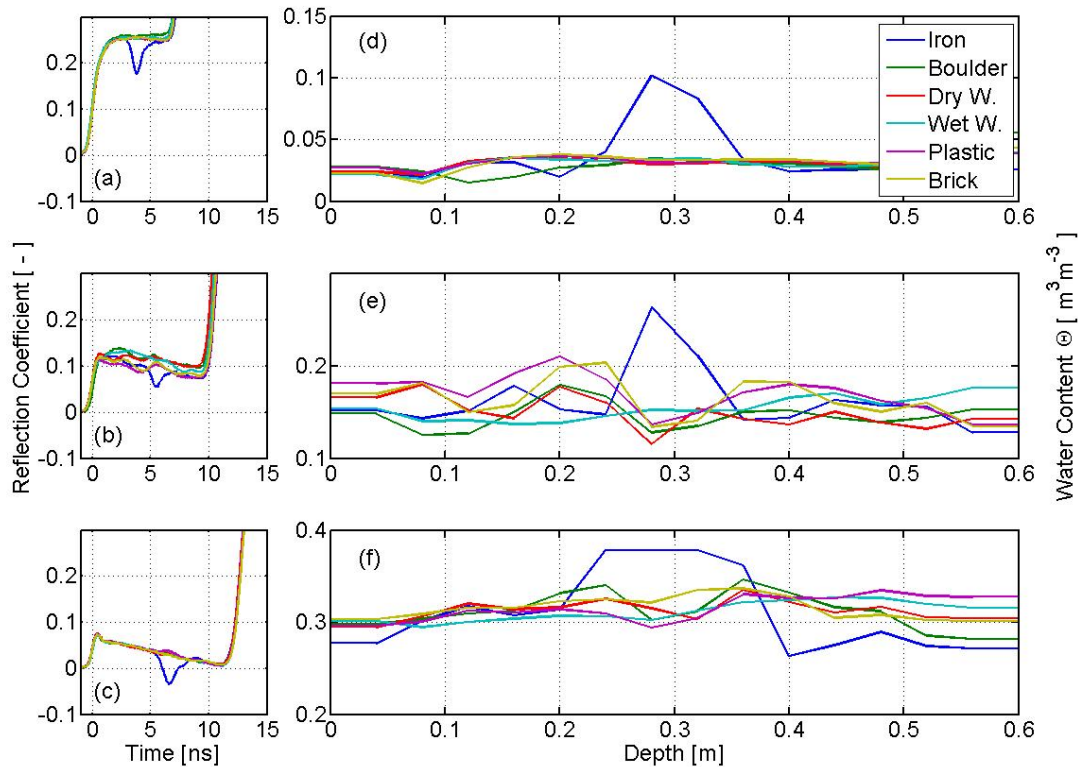 0.2
0.1
0
-0.1
(a)
0 5 10 15
0.15
0.1
0.05
0
(d)
0 0.1 0.2 0.3 0.4 0.5 0.6
Iron
Boulder
Dry W.
Wet W.
Plastic
Brick
Reflection Coefficient [ - ]
0.2
0.1
0
-0.1
(b)
0 5 10 15
0.2
0.1
(e)
0 0.1 0.2 0.3 0.4 0.5 0.6
Water Content Θ [ m³m⁻³ ]
0.2
0.1
0
-0.1
(c)
0 5 10 15
Time [ns]
0.4
0.3
0.2
(f)
0 0.1 0.2 0.3 0.4 0.5 0.6
Depth [m]